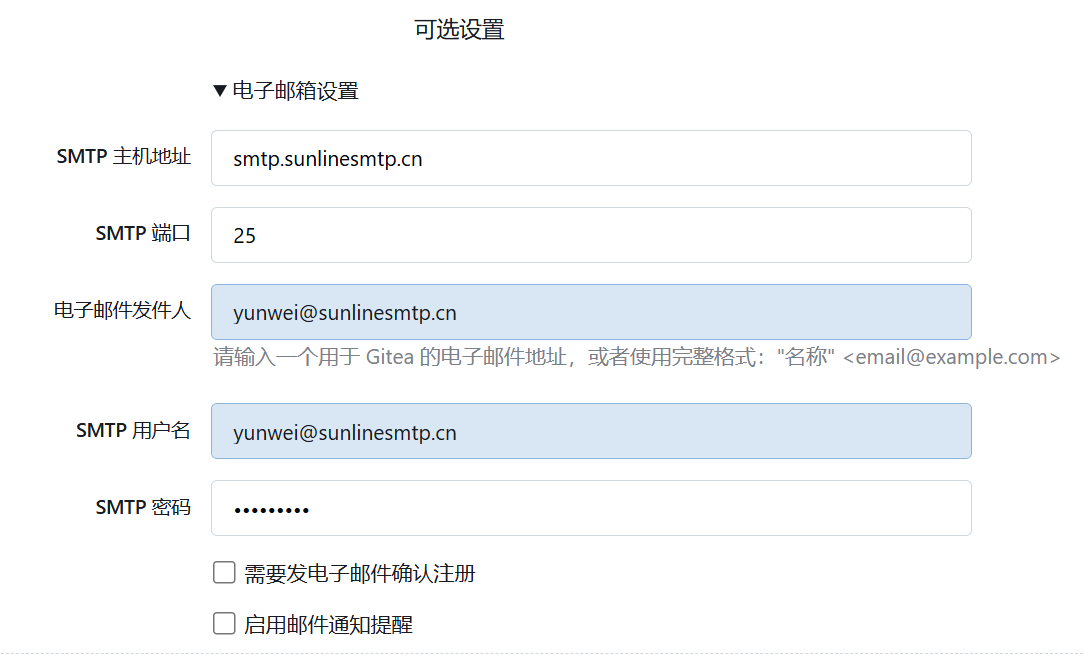 可选设置
▼ 电子邮箱设置
SMTP 主机地址 smtp.sunlinesmtp.cn
SMTP 端口 25
电子邮件发件人 yunwei@sunlinesmtp.cn
请输入一个用于 Gitea 的电子邮件地址，或者使用完整格式："名称" <email@example.com>
SMTP 用户名 yunwei@sunlinesmtp.cn
SMTP 密码 •••••••••
需要发电子邮件确认注册
启用邮件通知提醒